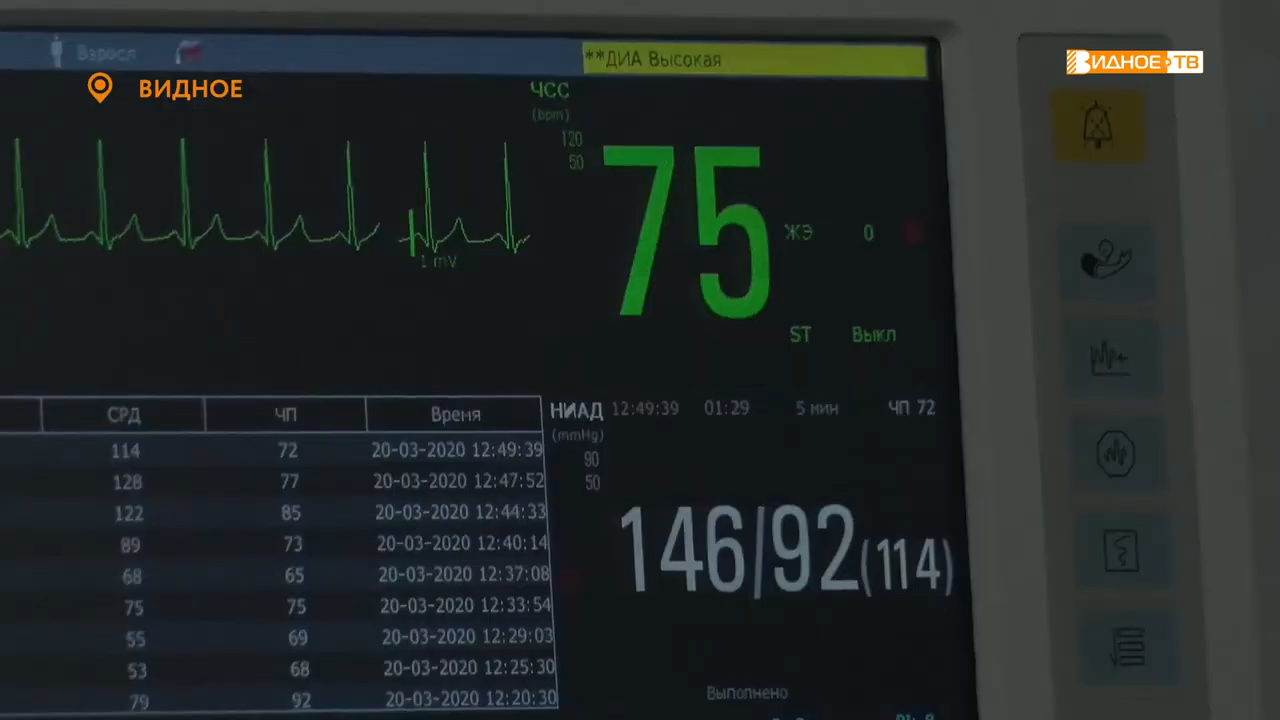 Взросл
**ДИА Высокая
ВИДНОЕ
ВИДНОЕ ТВ
ЧСС
(bpm)
120
50
75
ЖЭ 0
1 mV
ST Выкл
СРД ЧП Время
114 72 20-03-2020 12:49:39
128 77 20-03-2020 12:47:52
122 85 20-03-2020 12:44:33
89 73 20-03-2020 12:40:14
68 65 20-03-2020 12:37:08
75 75 20-03-2020 12:33:54
55 69 20-03-2020 12:29:03
53 68 20-03-2020 12:25:30
79 92 20-03-2020 12:20:30
НИАД 12:49:39 01:29 5 мин ЧП 72
(mmHg)
90
50
146/92(114)
Выполнено